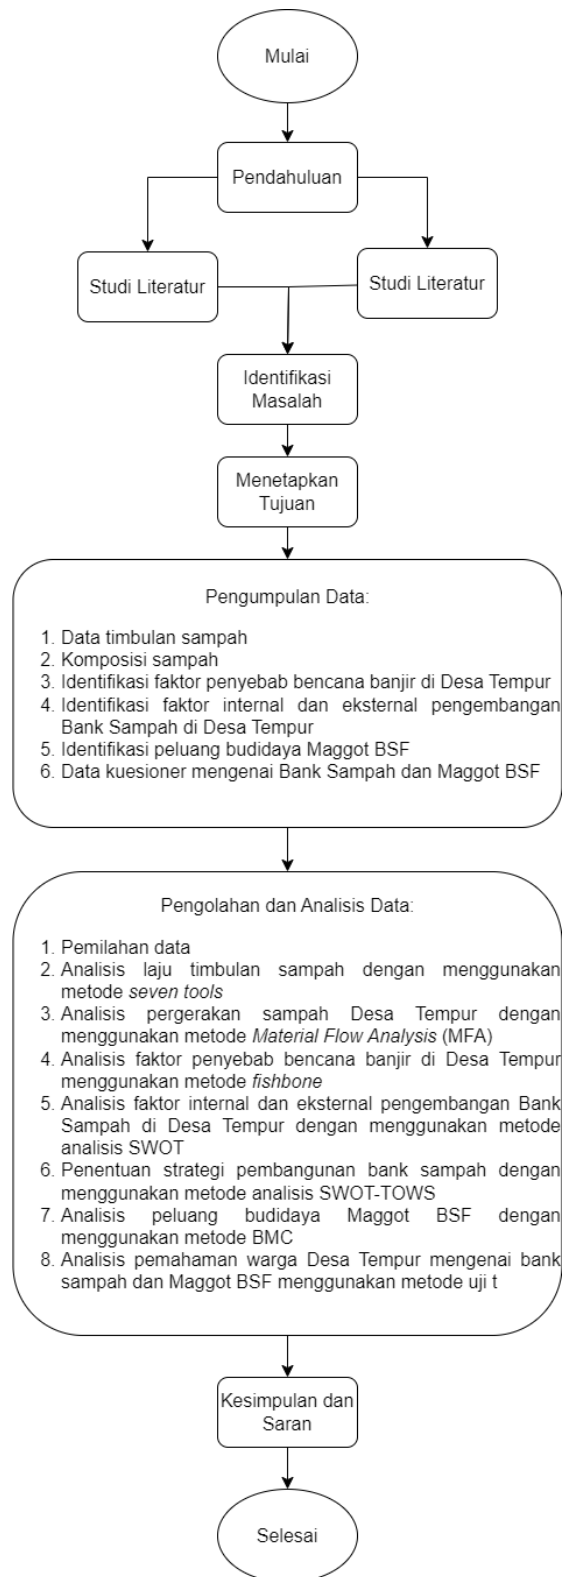 Mulai
Pendahuluan
Studi Literatur
Studi Literatur
Identifikasi
Masalah
Menetapkan
Tujuan
Pengumpulan Data:
1. Data timbulan sampah
2. Komposisi sampah
3. Identifikasi faktor penyebab bencana banjir di Desa Tempur
4. Identifikasi faktor internal dan eksternal pengembangan
Bank Sampah di Desa Tempur
5. Identifikasi peluang budidaya Maggot BSF
6. Data kuesioner mengenai Bank Sampah dan Maggot BSF
Pengolahan dan Analisis Data:
1. Pemilahan data
2. Analisis laju timbulan sampah dengan menggunakan
metode seven tools
3. Analisis pergerakan sampah Desa Tempur dengan
menggunakan metode Material Flow Analysis (MFA)
4. Analisis faktor penyebab bencana banjir di Desa Tempur
menggunakan metode fishbone
5. Analisis faktor internal dan eksternal pengembangan Bank
Sampah di Desa Tempur dengan menggunakan metode
analisis SWOT
6. Penentuan strategi pembangunan bank sampah dengan
menggunakan metode analisis SWOT-TOWS
7. Analisis peluang budidaya Maggot BSF dengan
menggunakan metode BMC
8. Analisis pemahaman warga Desa Tempur mengenai bank
sampah dan Maggot BSF menggunakan metode uji t
Kesimpulan dan
Saran
Selesai